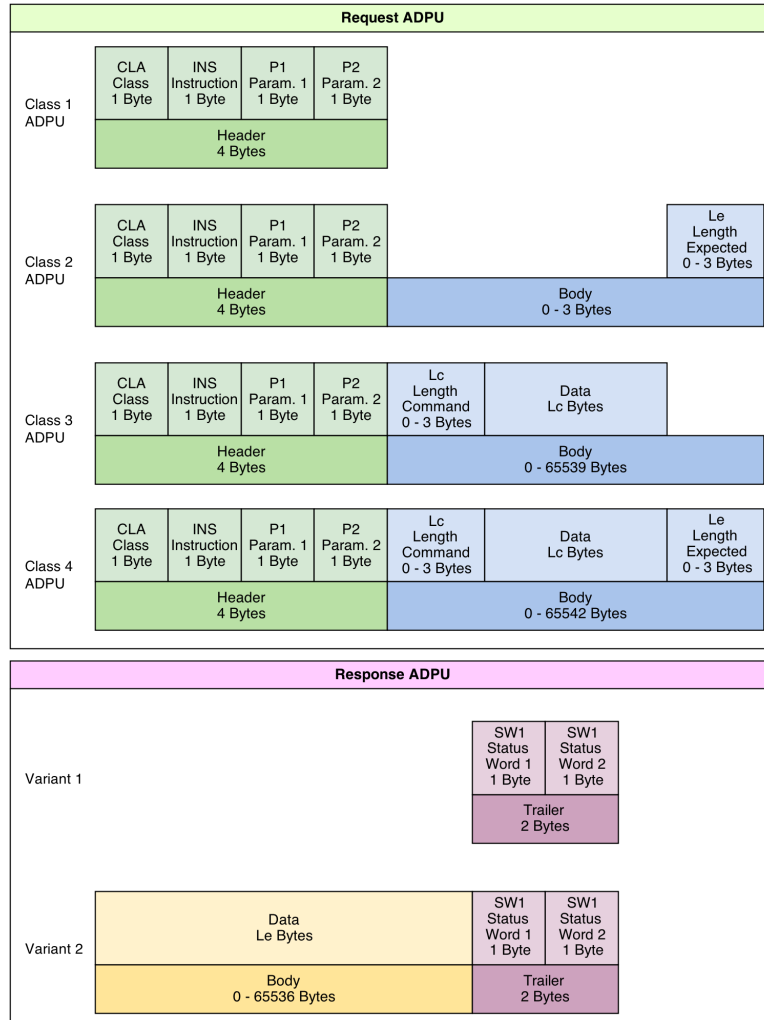 Request ADPU
CLA
Class
1 Byte
INS
Instruction
1 Byte
P1
Param. 1
1 Byte
P2
Param. 2
1 Byte
Class 1
ADPU
Header
4 Bytes
CLA
Class
1 Byte
INS
Instruction
1 Byte
P1
Param. 1
1 Byte
P2
Param. 2
1 Byte
Le
Length
Expected
0 - 3 Bytes
Class 2
ADPU
Header
4 Bytes
Body
0 - 3 Bytes
CLA
Class
1 Byte
INS
Instruction
1 Byte
P1
Param. 1
1 Byte
P2
Param. 2
1 Byte
Lc
Length
Command
0 - 3 Bytes
Data
Lc Bytes
Class 3
ADPU
Header
4 Bytes
Body
0 - 65539 Bytes
CLA
Class
1 Byte
INS
Instruction
1 Byte
P1
Param. 1
1 Byte
P2
Param. 2
1 Byte
Lc
Length
Command
0 - 3 Bytes
Data
Lc Bytes
Le
Length
Expected
0 - 3 Bytes
Class 4
ADPU
Header
4 Bytes
Body
0 - 65542 Bytes
Response ADPU
SW1
Status
Word 1
1 Byte
SW1
Status
Word 2
1 Byte
Variant 1
Trailer
2 Bytes
Data
Le Bytes
SW1
Status
Word 1
1 Byte
SW1
Status
Word 2
1 Byte
Variant 2
Body
0 - 65536 Bytes
Trailer
2 Bytes